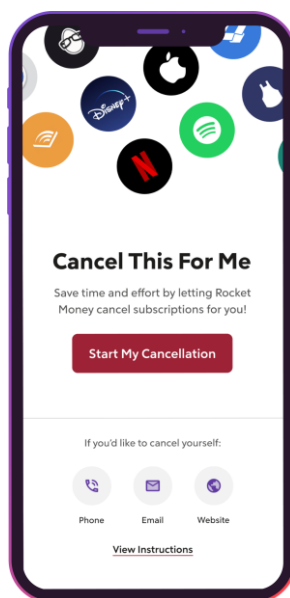 Disney+
N
Cancel This For Me
Save time and effort by letting Rocket
Money cancel subscriptions for you!
Start My Cancellation
If you'd like to cancel yourself:
Phone
Email
Website
View Instructions